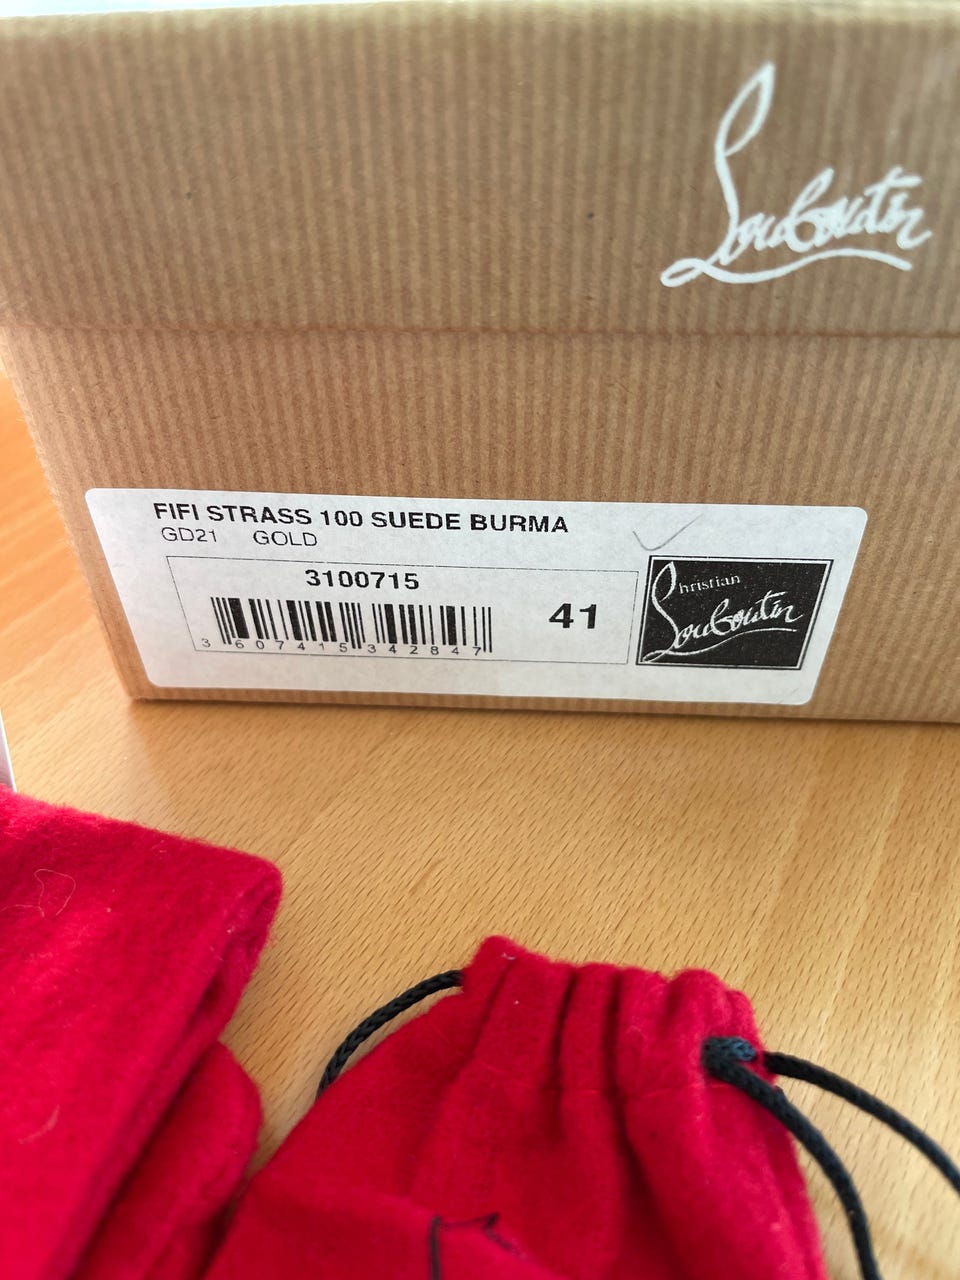 Louboutin
FIFI STRASS 100 SUEDE BURMA
GD21 GOLD
3100715
3 607415 342847
41
Christian
Louboutin